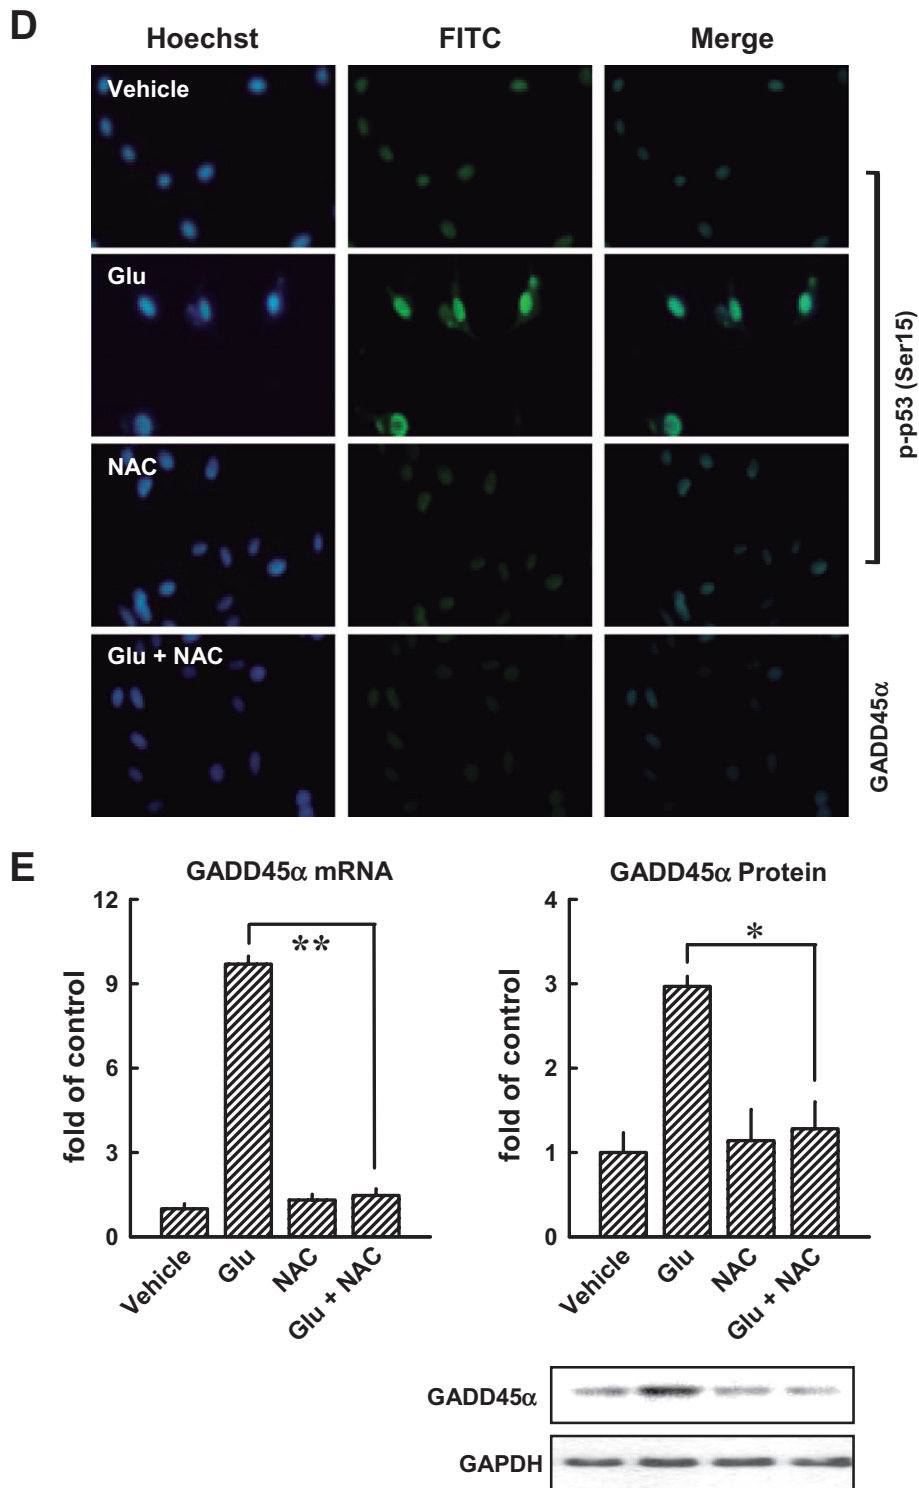 D
Hoechst FITC Merge
Vehicle
Glu
NAC
Glu + NAC
p-p53 (Ser15)
GADD45α
E
GADD45α mRNA
fold of control
12
9
6
3
0
**
Vehicle Glu NAC Glu + NAC
GADD45α Protein
fold of control
4
3
2
1
0
*
Vehicle Glu NAC Glu + NAC
GADD45α
GAPDH